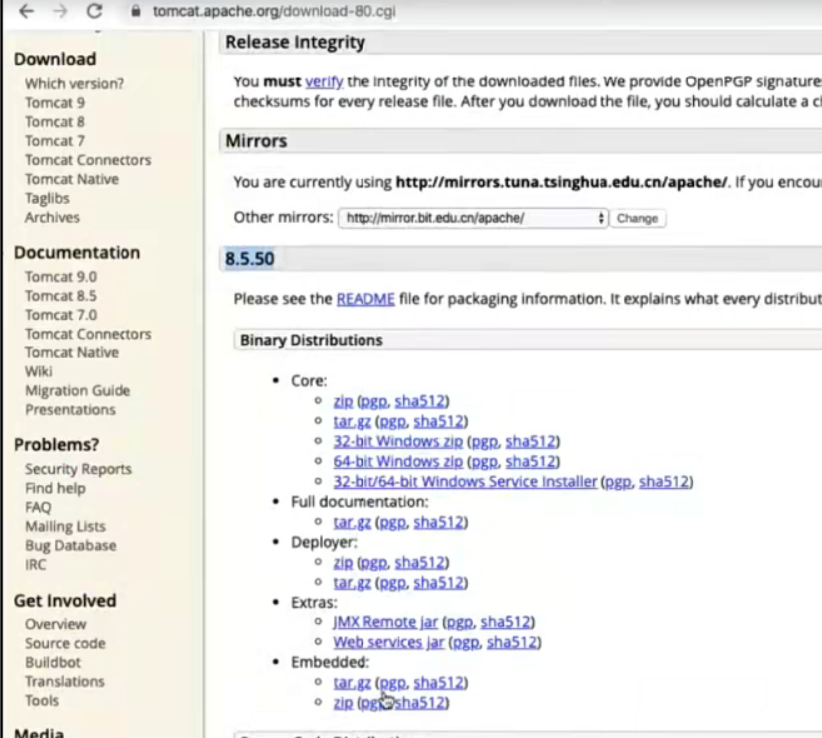 tomcat.apache.org/download-80.cgi
Download
Which version?
Tomcat 9
Tomcat 8
Tomcat 7
Tomcat Connectors
Tomcat Native
Taglibs
Archives
Documentation
Tomcat 9.0
Tomcat 8.5
Tomcat 7.0
Tomcat Connectors
Tomcat Native
Wiki
Migration Guide
Presentations
Problems?
Security Reports
Find help
FAQ
Mailing Lists
Bug Database
IRC
Get Involved
Overview
Source code
Buildbot
Translations
Tools
Media
Release Integrity
You must verify the integrity of the downloaded files. We provide OpenPGP signature
checksums for every release file. After you download the file, you should calculate a c
Mirrors
You are currently using http://mirrors.tuna.tsinghua.edu.cn/apache/. If you encou
Other mirrors: http://mirror.bit.edu.cn/apache/ Change
8.5.50
Please see the README file for packaging information. It explains what every distribut
Binary Distributions
• Core:
zip (pgp, sha512)
tar.gz (pgp, sha512)
32-bit Windows zip (pgp, sha512)
64-bit Windows zip (pgp, sha512)
32-bit/64-bit Windows Service Installer (pgp, sha512)
• Full documentation:
tar.gz (pgp, sha512)
• Deployer:
zip (pgp, sha512)
tar.gz (pgp, sha512)
• Extras:
JMX Remote jar (pgp, sha512)
Web services jar (pgp, sha512)
• Embedded:
tar.gz (pgp, sha512)
zip (pgp, sha512)